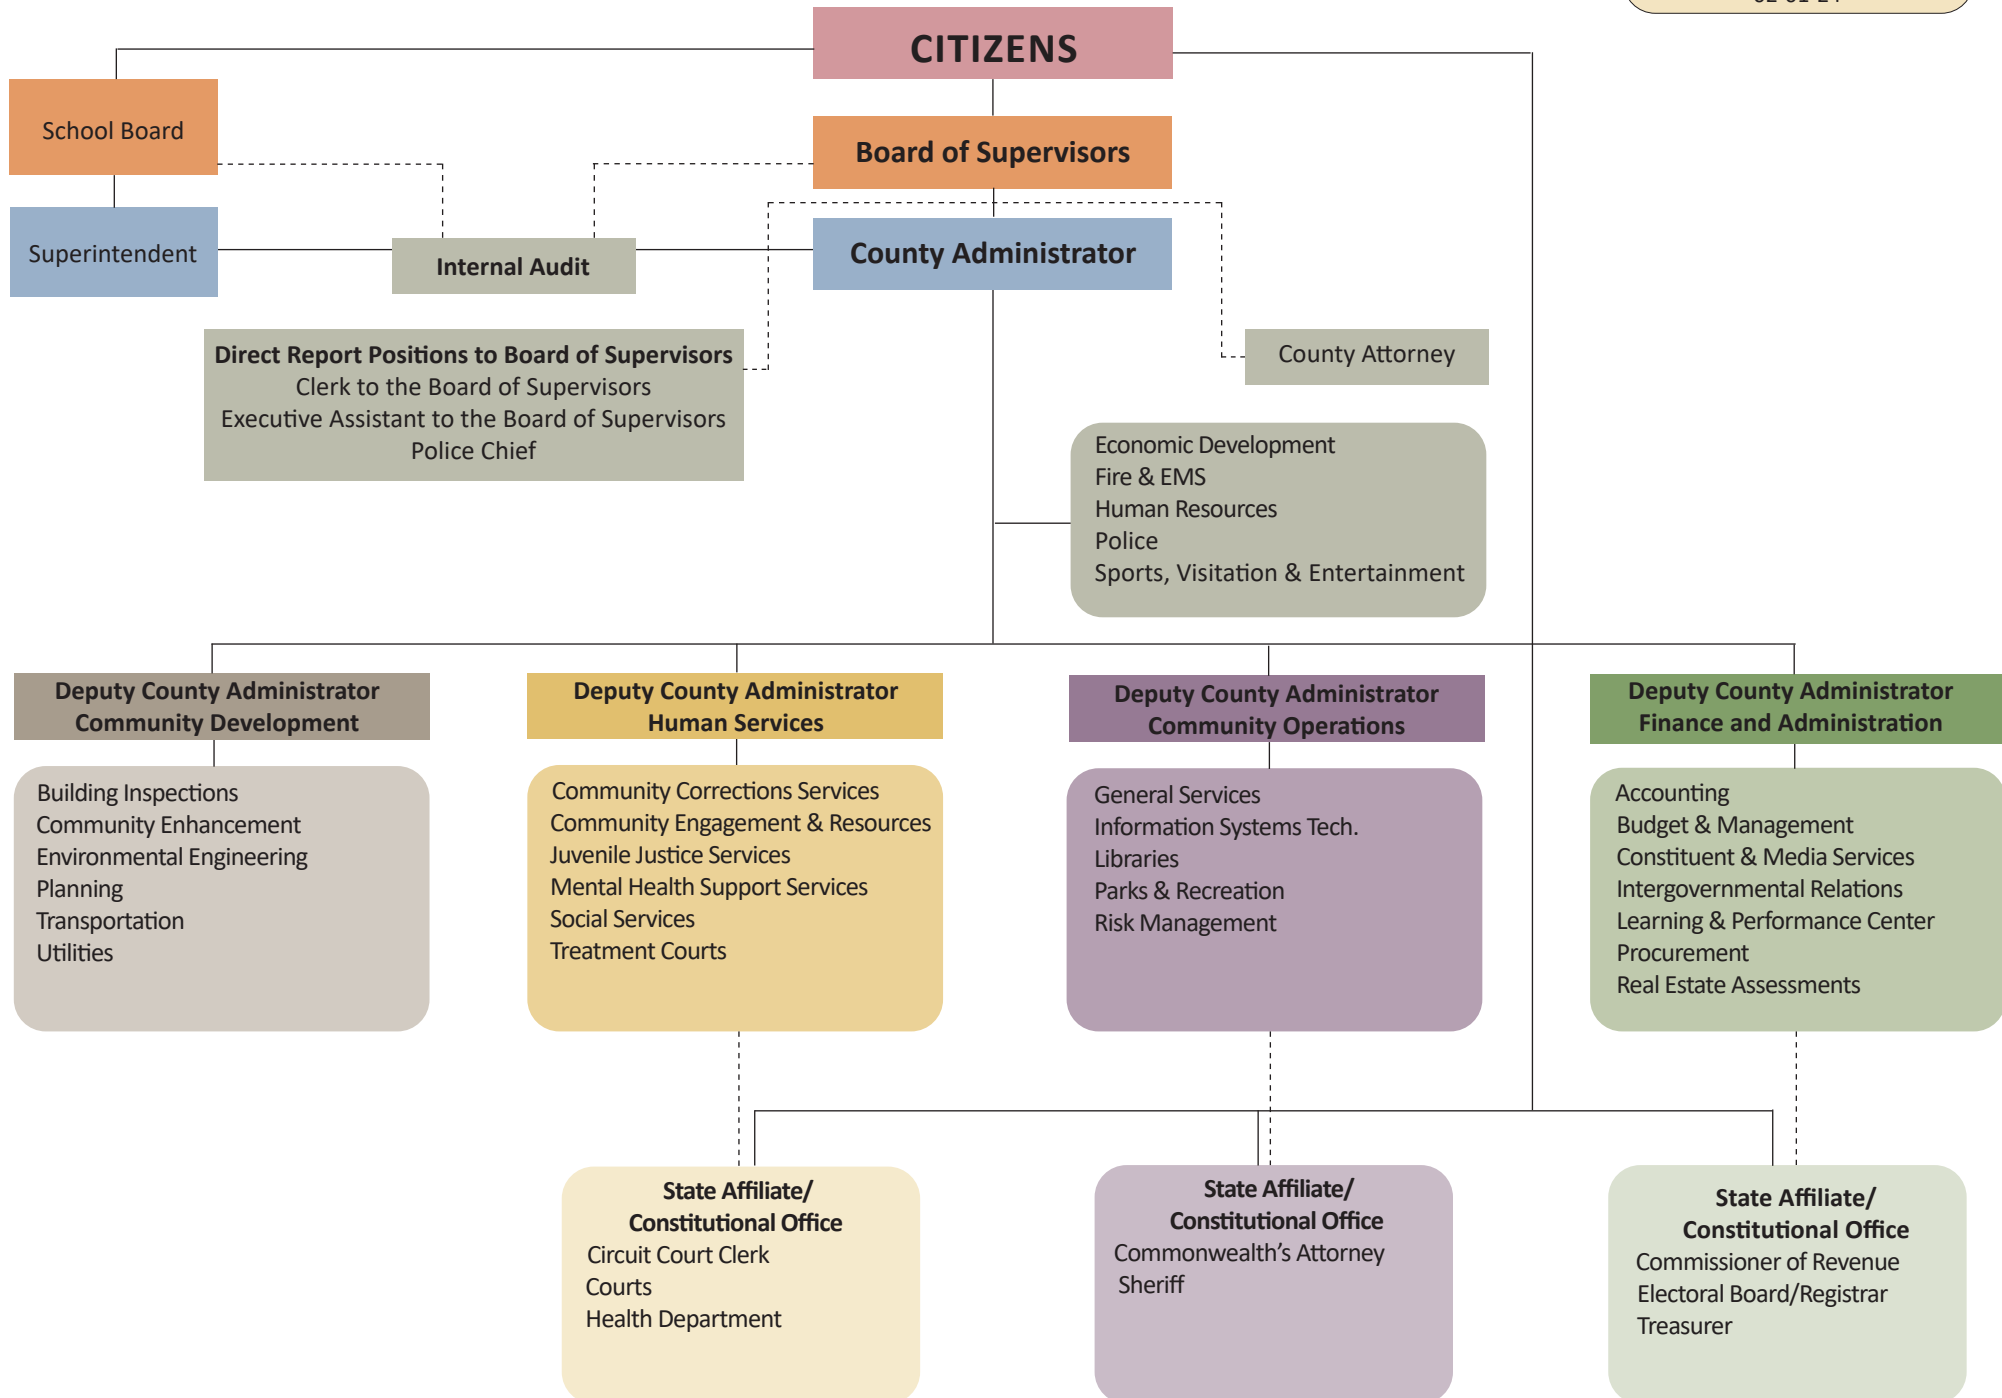 CITIZENS
School Board
Board of Supervisors
Superintendent
Internal Audit
County Administrator
Direct Report Positions to Board of Supervisors
Clerk to the Board of Supervisors
Executive Assistant to the Board of Supervisors
Police Chief
County Attorney
Economic Development
Fire & EMS
Human Resources
Police
Sports, Visitation & Entertainment
Deputy County Administrator
Community Development
Building Inspections
Community Enhancement
Environmental Engineering
Planning
Transportation
Utilities
Deputy County Administrator
Human Services
Community Corrections Services
Community Engagement & Resources
Juvenile Justice Services
Mental Health Support Services
Social Services
Treatment Courts
Deputy County Administrator
Community Operations
General Services
Information Systems Tech.
Libraries
Parks & Recreation
Risk Management
Deputy County Administrator
Finance and Administration
Accounting
Budget & Management
Constituent & Media Services
Intergovernmental Relations
Learning & Performance Center
Procurement
Real Estate Assessments
State Affiliate/
Constitutional Office
Circuit Court Clerk
Courts
Health Department
State Affiliate/
Constitutional Office
Commonwealth’s Attorney
Sheriff
State Affiliate/
Constitutional Office
Commissioner of Revenue
Electoral Board/Registrar
Treasurer